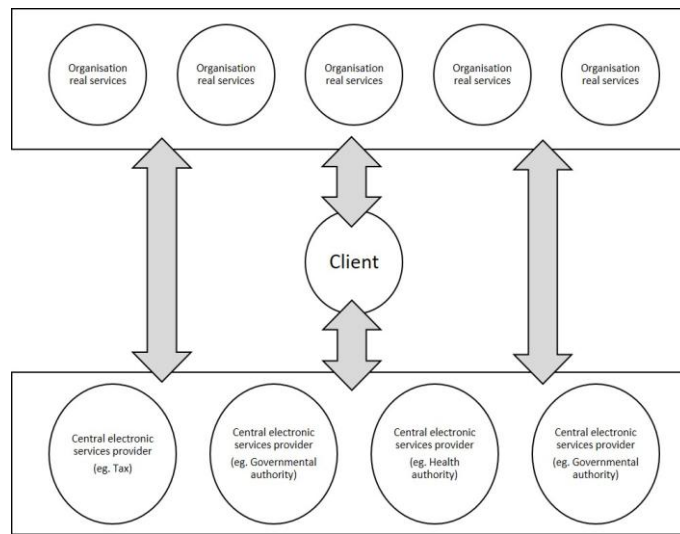 Organisation
real services
Organisation
real services
Organisation
real services
Organisation
real services
Organisation
real services
Client
Central electronic
services provider
(eg. Tax)
Central electronic
services provider
(eg. Governmental
authority)
Central electronic
services provider
(eg. Health
authority)
Central electronic
services provider
(eg. Governmental
authority)